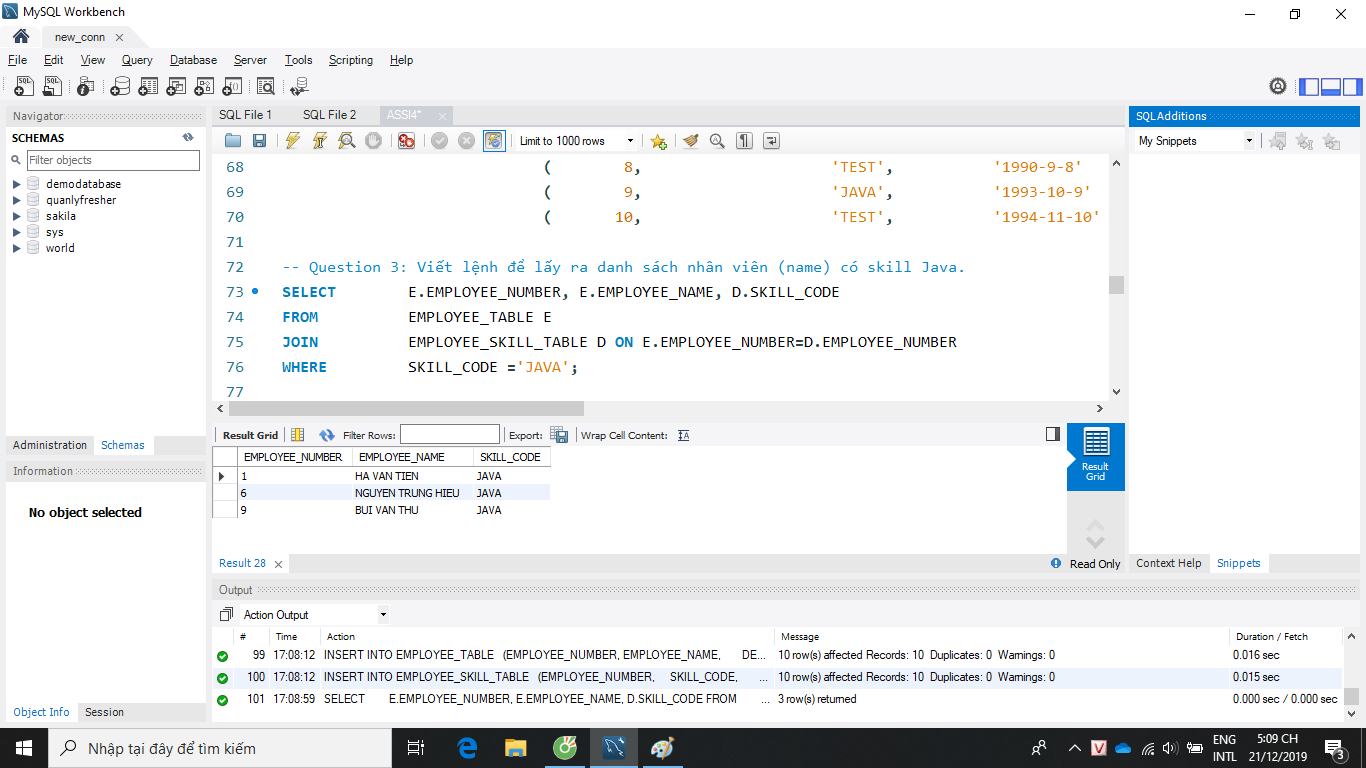 MySQL Workbench
new_conn
File Edit View Query Database Server Tools Scripting Help
Navigator
SCHEMAS
Filter objects
demodatabase
quanlyfresher
sakila
sys
world
Administration Schemas
Information
No object selected
Object Info Session
SQL File 1 SQL File 2 ASSI4*
Limit to 1000 rows
68 ( 8, 'TEST', '1990-9-8'
69 ( 9, 'JAVA', '1993-10-9'
70 ( 10, 'TEST', '1994-11-10'
71
72 -- Question 3: Viết lệnh để lấy ra danh sách nhân viên (name) có skill Java.
73 SELECT E.EMPLOYEE_NUMBER, E.EMPLOYEE_NAME, D.SKILL_CODE
74 FROM EMPLOYEE_TABLE E
75 JOIN EMPLOYEE_SKILL_TABLE D ON E.EMPLOYEE_NUMBER=D.EMPLOYEE_NUMBER
76 WHERE SKILL_CODE ='JAVA';
77
Result Grid Filter Rows: Export: Wrap Cell Content:
EMPLOYEE_NUMBER EMPLOYEE_NAME SKILL_CODE
1 HA VAN TIEN JAVA
6 NGUYEN TRUNG HIEU JAVA
9 BUI VAN THU JAVA
Result Grid
Result 28
Read Only
SQLAdditions
My Snippets
Context Help Snippets
Output
Action Output
# Time Action Message Duration / Fetch
99 17:08:12 INSERT INTO EMPLOYEE_TABLE (EMPLOYEE_NUMBER, EMPLOYEE_NAME, DE... 10 row(s) affected Records: 10 Duplicates: 0 Warnings: 0 0.016 sec
100 17:08:12 INSERT INTO EMPLOYEE_SKILL_TABLE (EMPLOYEE_NUMBER, SKILL_CODE, ... 10 row(s) affected Records: 10 Duplicates: 0 Warnings: 0 0.015 sec
101 17:08:59 SELECT E.EMPLOYEE_NUMBER, E.EMPLOYEE_NAME, D.SKILL_CODE FROM ... 3 row(s) returned 0.000 sec / 0.000 sec
Nhập tại đây để tìm kiếm
ENG
INTL
5:09 CH
21/12/2019
3